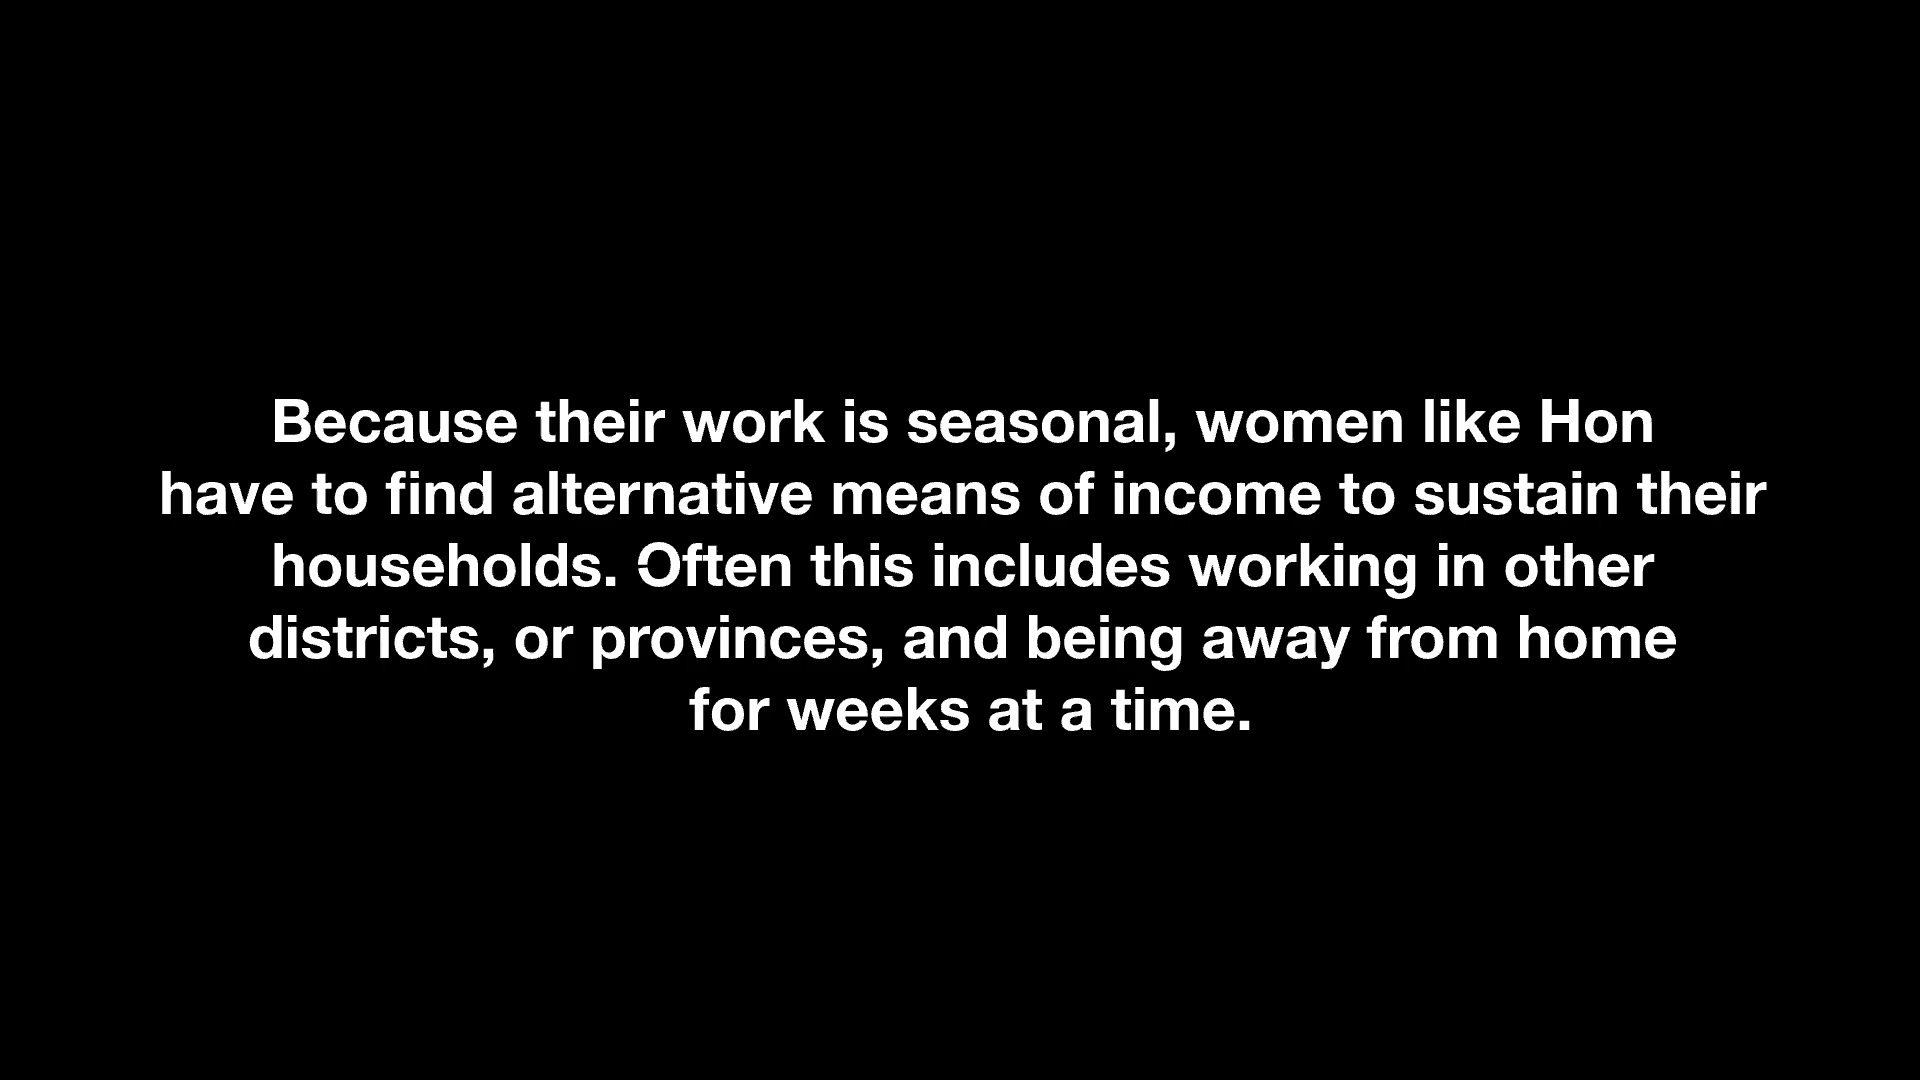 Because their work is seasonal, women like Hon
have to find alternative means of income to sustain their
households. Often this includes working in other
districts, or provinces, and being away from home
for weeks at a time.